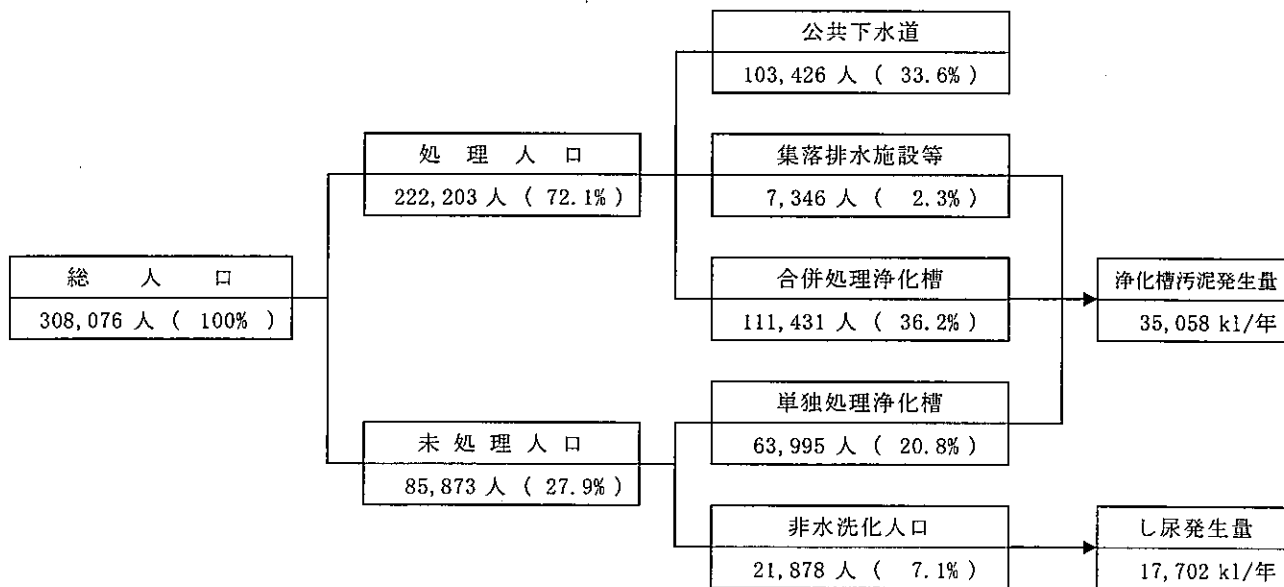 公共下水道
103,426 人 ( 33.6%)
処理人口
222,203 人 ( 72.1%)
集落排水施設等
7,346 人 ( 2.3%)
総人口
308,076 人 ( 100% )
合併処理浄化槽
111,431 人 ( 36.2%)
浄化槽汚泥発生量
35,058 kl/年
未処理人口
85,873 人 ( 27.9%)
単独処理浄化槽
63,995 人 ( 20.8%)
非水洗化人口
21,878 人 ( 7.1%)
し尿発生量
17,702 kl/年